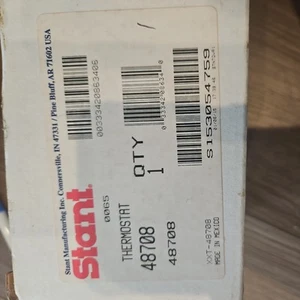 Stant Manufacturing Inc. Connersville, IN 47331 / Pine Bluff, AR 71602 USA
Stant
0065
00333420863406
THERMOSTAT
48708
QTY
1
48708
S153054759
XXT-48708
MADE IN MEXICO